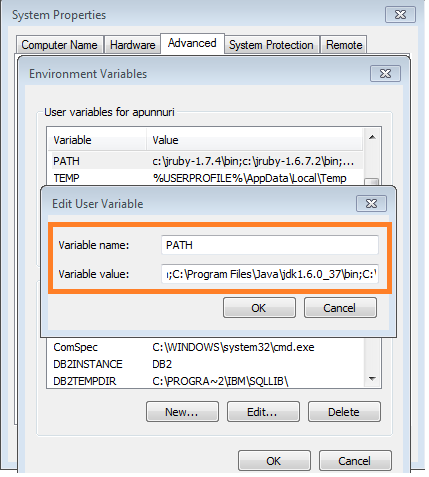 System Properties
Computer Name Hardware Advanced System Protection Remote
Environment Variables
User variables for apunnuri
Variable Value
PATH c:\jruby-1.7.4\bin;c:\jruby-1.6.7.2\bin;...
TEMP %USERPROFILE%\AppData\Local\Temp
Edit User Variable
Variable name: PATH
Variable value: ;C:\Program Files\Java\jdk1.6.0_37\bin;C:\
OK Cancel
ComSpec C:\WINDOWS\system32\cmd.exe
DB2INSTANCE DB2
DB2TEMPDIR C:\PROGRA~2\IBM\SQLLIB\
New... Edit... Delete
OK Cancel